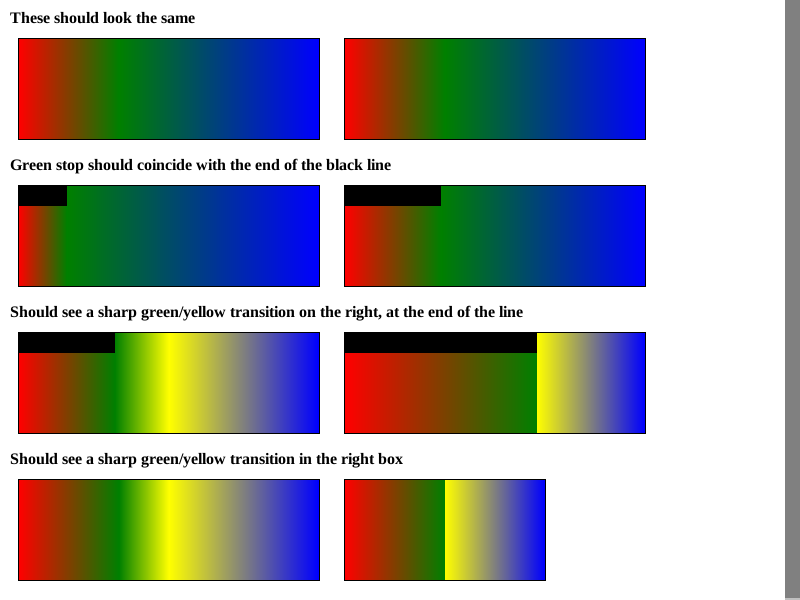 These should look the same
Green stop should coincide with the end of the black line
Should see a sharp green/yellow transition on the right, at the end of the line
Should see a sharp green/yellow transition in the right box